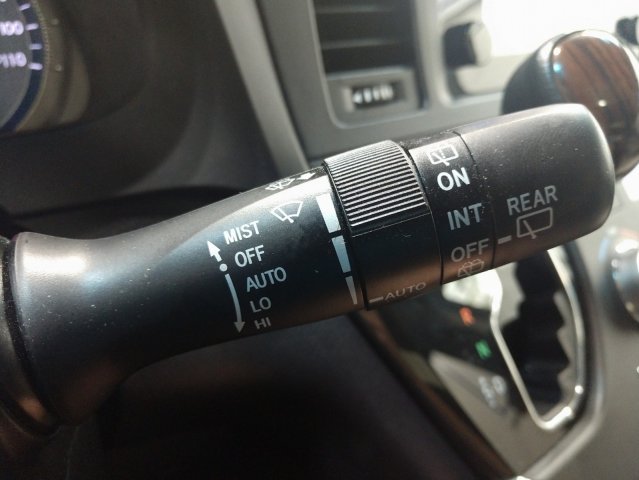 100
110
MIST
OFF
AUTO
LO
HI
AUTO
ON
INT
OFF
REAR